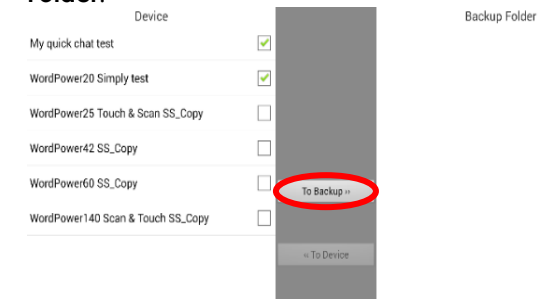 Device
Backup Folder
My quick chat test
WordPower20 Simply test
WordPower25 Touch & Scan SS_Copy
WordPower42 SS_Copy
WordPower60 SS_Copy
To Backup »
WordPower140 Scan & Touch SS_Copy
« To Device